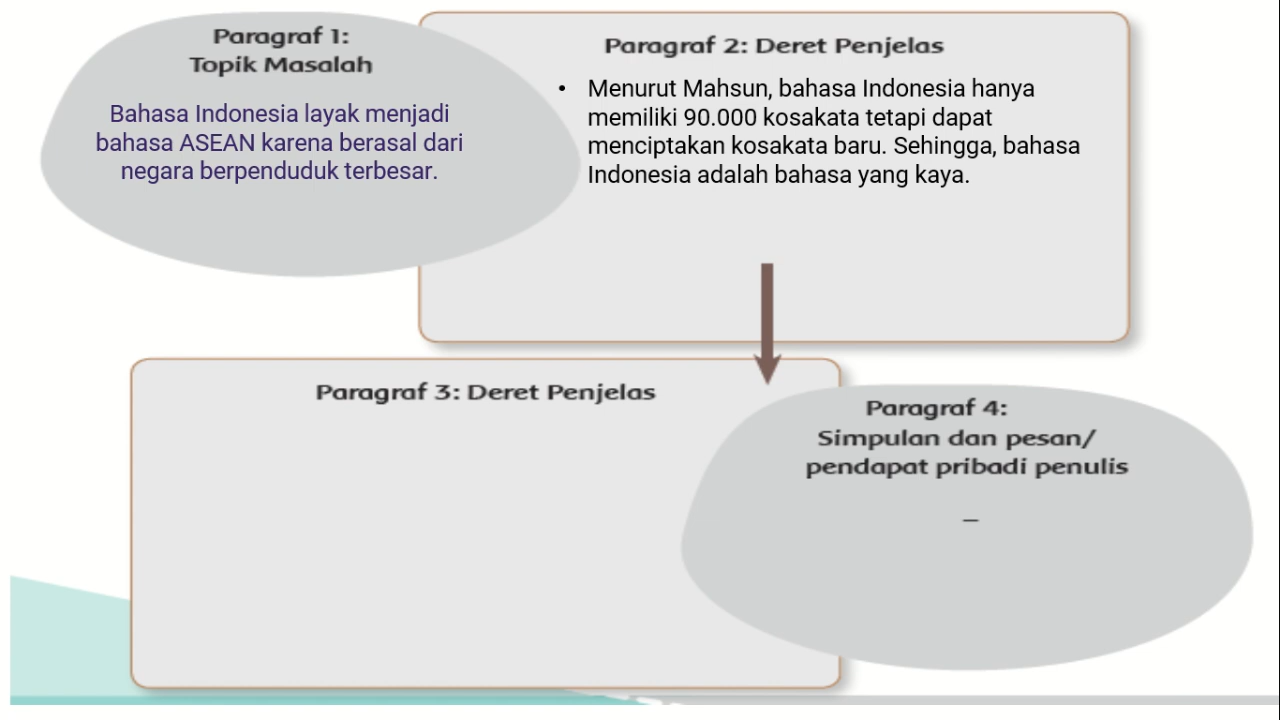 Paragraf 1:
Topik Masalah
Bahasa Indonesia layak menjadi
bahasa ASEAN karena berasal dari
negara berpenduduk terbesar.
Paragraf 2: Deret Penjelas
• Menurut Mahsun, bahasa Indonesia hanya
memiliki 90.000 kosakata tetapi dapat
menciptakan kosakata baru. Sehingga, bahasa
Indonesia adalah bahasa yang kaya.
Paragraf 3: Deret Penjelas
Paragraf 4:
Simpulan dan pesan/
pendapat pribadi penulis
–